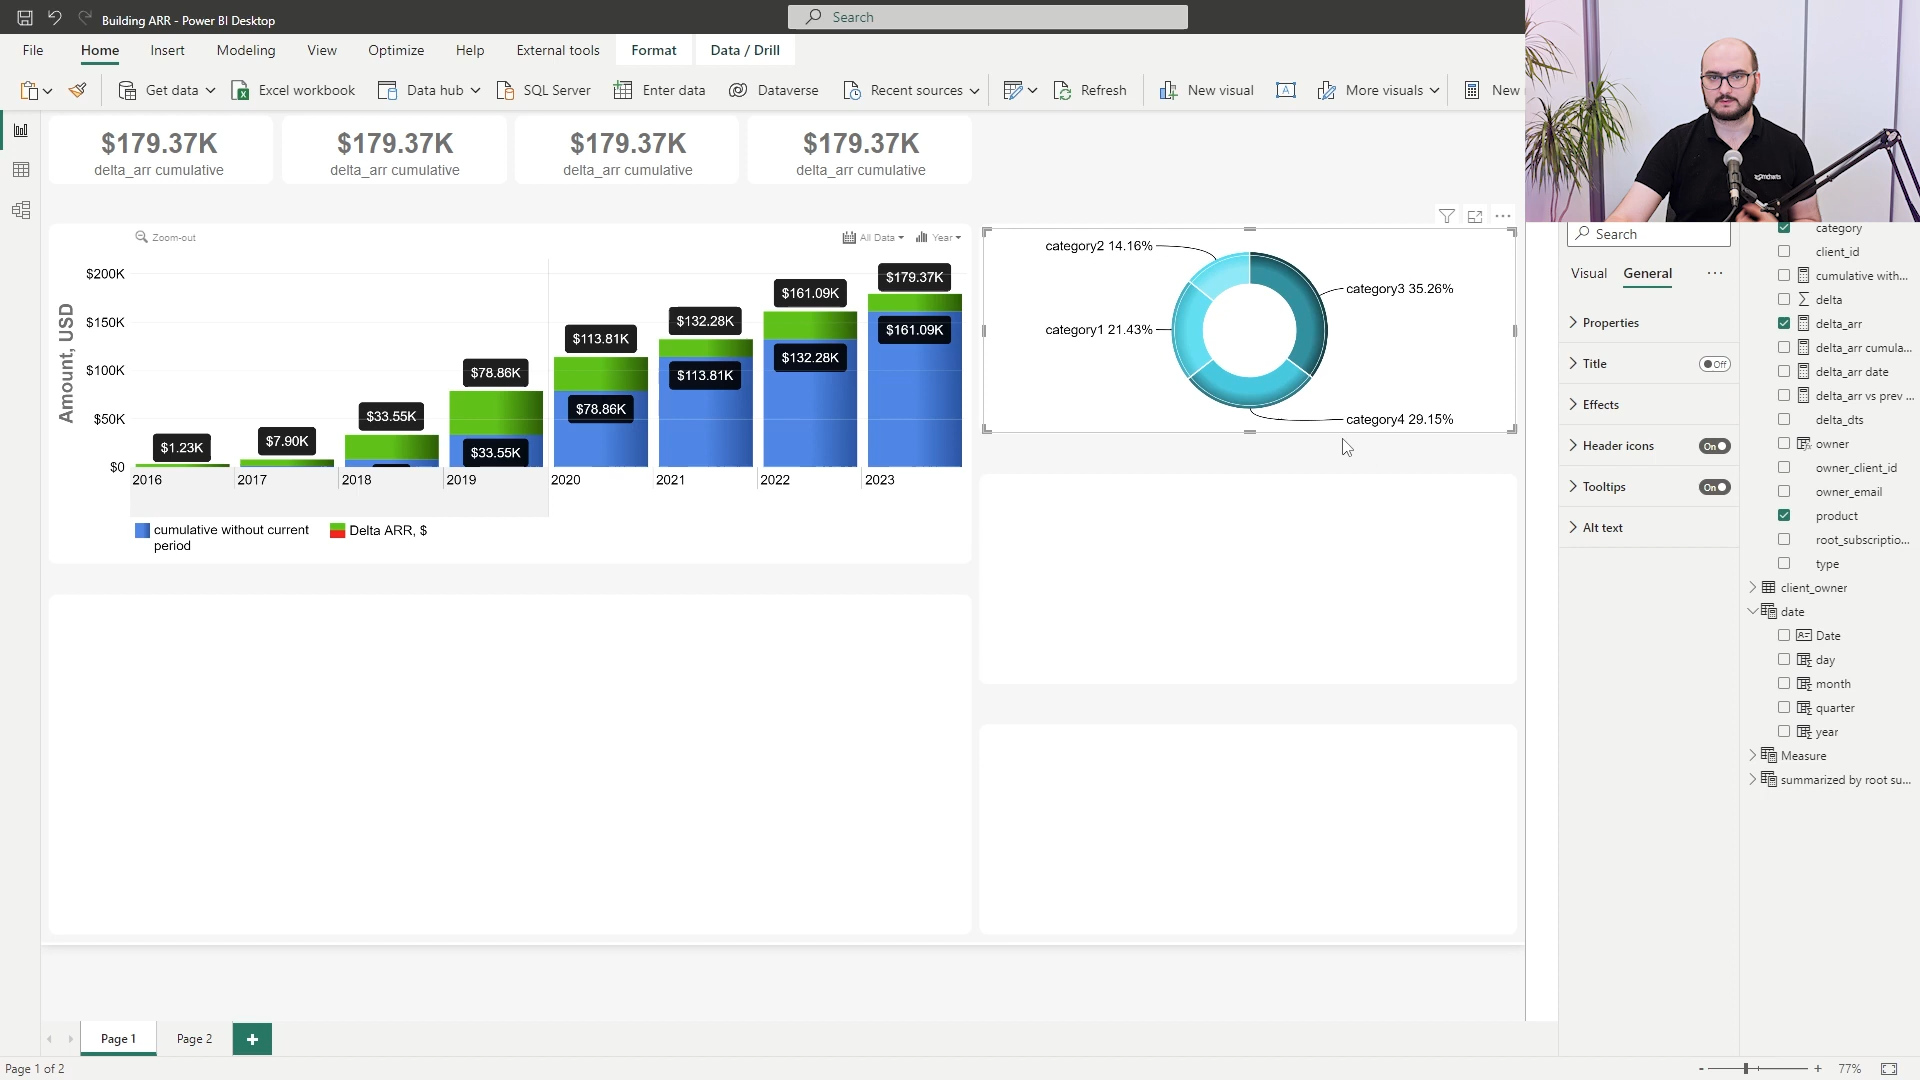 Building ARR - Power BI Desktop
Search
File
Home
Insert
Modeling
View
Optimize
Help
External tools
Format
Data / Drill
Get data
Excel workbook
Data hub
SQL Server
Enter data
Dataverse
Recent sources
Refresh
New visual
More visuals
New
$179.37K
delta_arr cumulative
$179.37K
delta_arr cumulative
$179.37K
delta_arr cumulative
$179.37K
delta_arr cumulative
Zoom-out
All Data
Year
Amount, USD
$200K
$150K
$100K
$50K
$0
$1.23K
$7.90K
$33.55K
$78.86K
$33.55K
$113.81K
$78.86K
$132.28K
$113.81K
$161.09K
$132.28K
$179.37K
$161.09K
2016
2017
2018
2019
2020
2021
2022
2023
cumulative without current
period
Delta ARR, $
category2 14.16%
category3 35.26%
category1 21.43%
category4 29.15%
Search
Visual
General
Properties
Title
Off
Effects
Header icons
On
Tooltips
On
Alt text
category
client_id
cumulative with...
delta
delta_arr
delta_arr cumula...
delta_arr date
delta_arr vs prev ...
delta_dts
owner
owner_client_id
owner_email
product
root_subscriptio...
type
client_owner
date
Date
day
month
quarter
year
Measure
summarized by root su...
Page 1
Page 2
+
Page 1 of 2
- +
77%